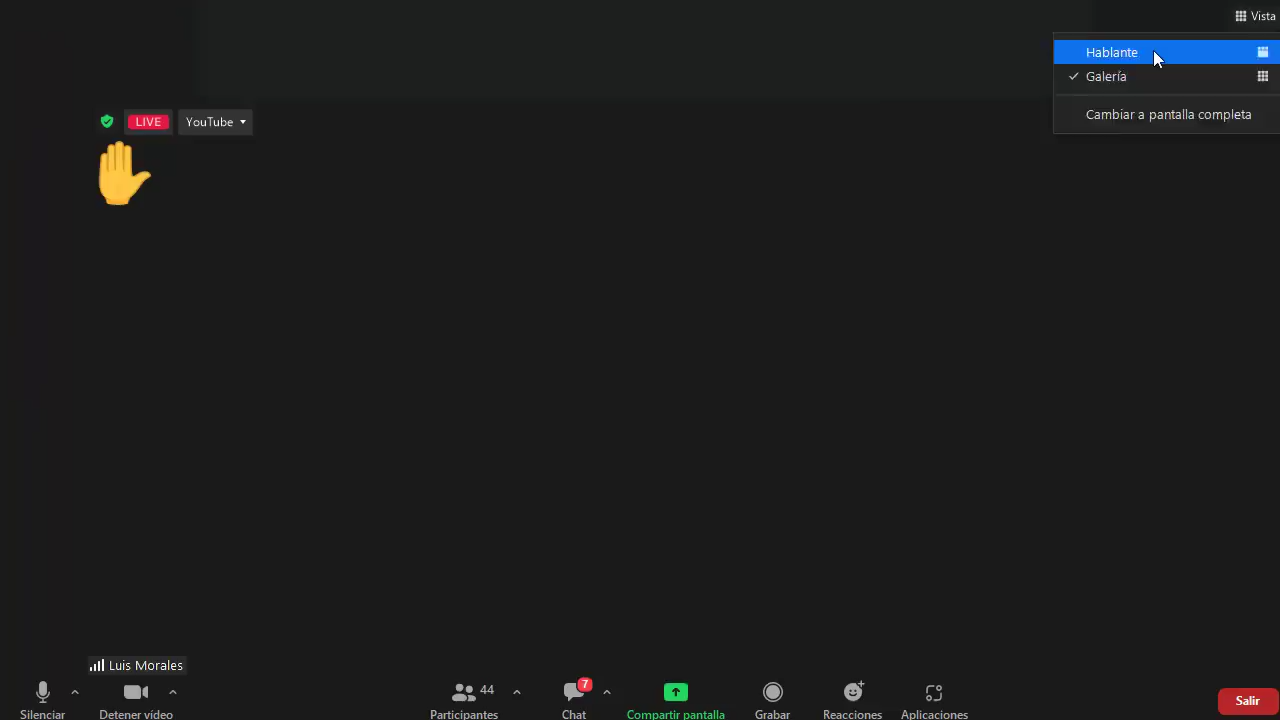 Vista
Hablante
Galería
Cambiar a pantalla completa
LIVE
YouTube
Luis Morales
44
7
Silenciar
Detener vídeo
Participantes
Chat
Compartir pantalla
Grabar
Reacciones
Aplicaciones
Salir